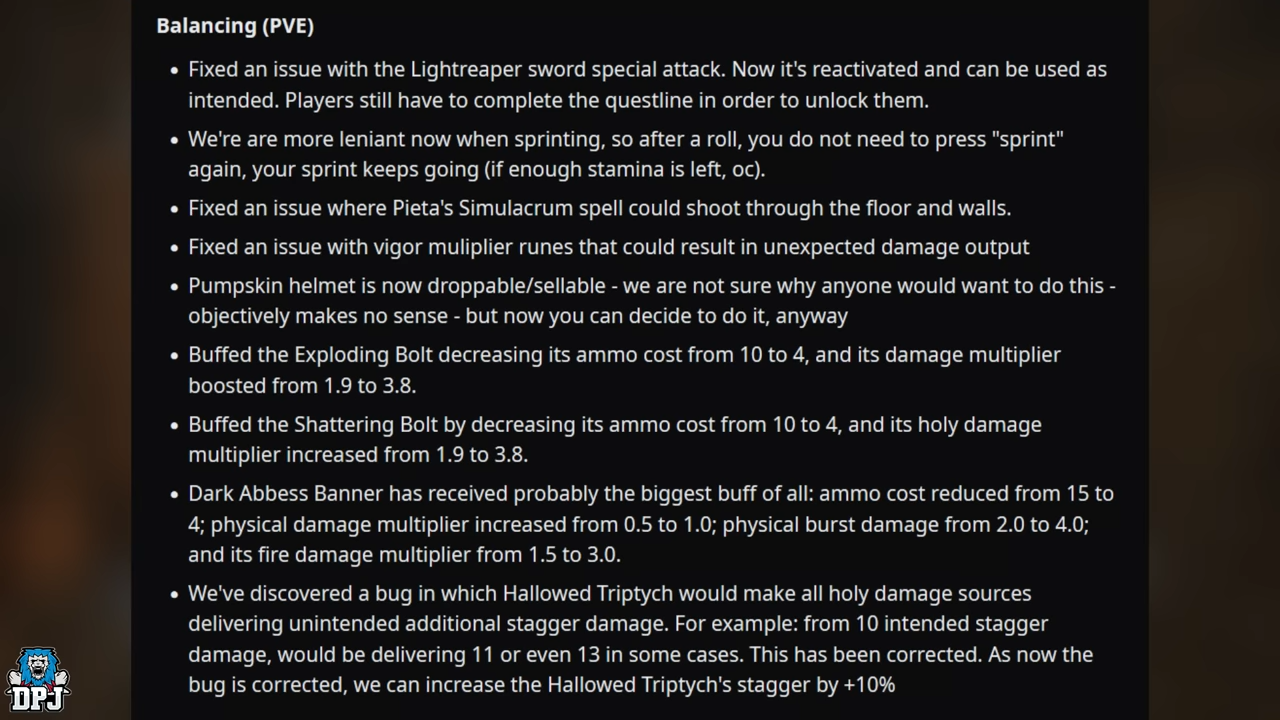 Balancing (PVE)
• Fixed an issue with the Lightreaper sword special attack. Now it's reactivated and can be used as
intended. Players still have to complete the questline in order to unlock them.
• We're are more leniant now when sprinting, so after a roll, you do not need to press "sprint"
again, your sprint keeps going (if enough stamina is left, oc).
• Fixed an issue where Pieta's Simulacrum spell could shoot through the floor and walls.
• Fixed an issue with vigor muliplier runes that could result in unexpected damage output
• Pumpskin helmet is now droppable/sellable - we are not sure why anyone would want to do this -
objectively makes no sense - but now you can decide to do it, anyway
• Buffed the Exploding Bolt decreasing its ammo cost from 10 to 4, and its damage multiplier
boosted from 1.9 to 3.8.
• Buffed the Shattering Bolt by decreasing its ammo cost from 10 to 4, and its holy damage
multiplier increased from 1.9 to 3.8.
• Dark Abbess Banner has received probably the biggest buff of all: ammo cost reduced from 15 to
4; physical damage multiplier increased from 0.5 to 1.0; physical burst damage from 2.0 to 4.0;
and its fire damage multiplier from 1.5 to 3.0.
• We've discovered a bug in which Hallowed Triptych would make all holy damage sources
delivering unintended additional stagger damage. For example: from 10 intended stagger
damage, would be delivering 11 or even 13 in some cases. This has been corrected. As now the
bug is corrected, we can increase the Hallowed Triptych's stagger by +10%
DPJ